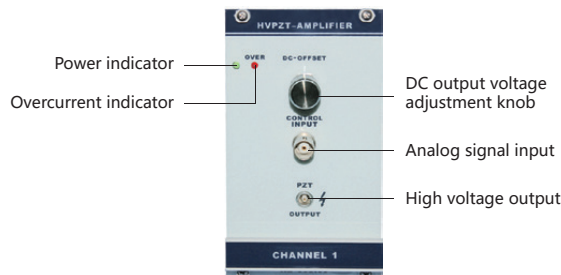 HVPZT-AMPLIFIER
OVER
DC-OFFSET
Power indicator
Overcurrent indicator
DC output voltage
adjustment knob
CONTROL
INPUT
Analog signal input
PZT
High voltage output
OUTPUT
CHANNEL 1